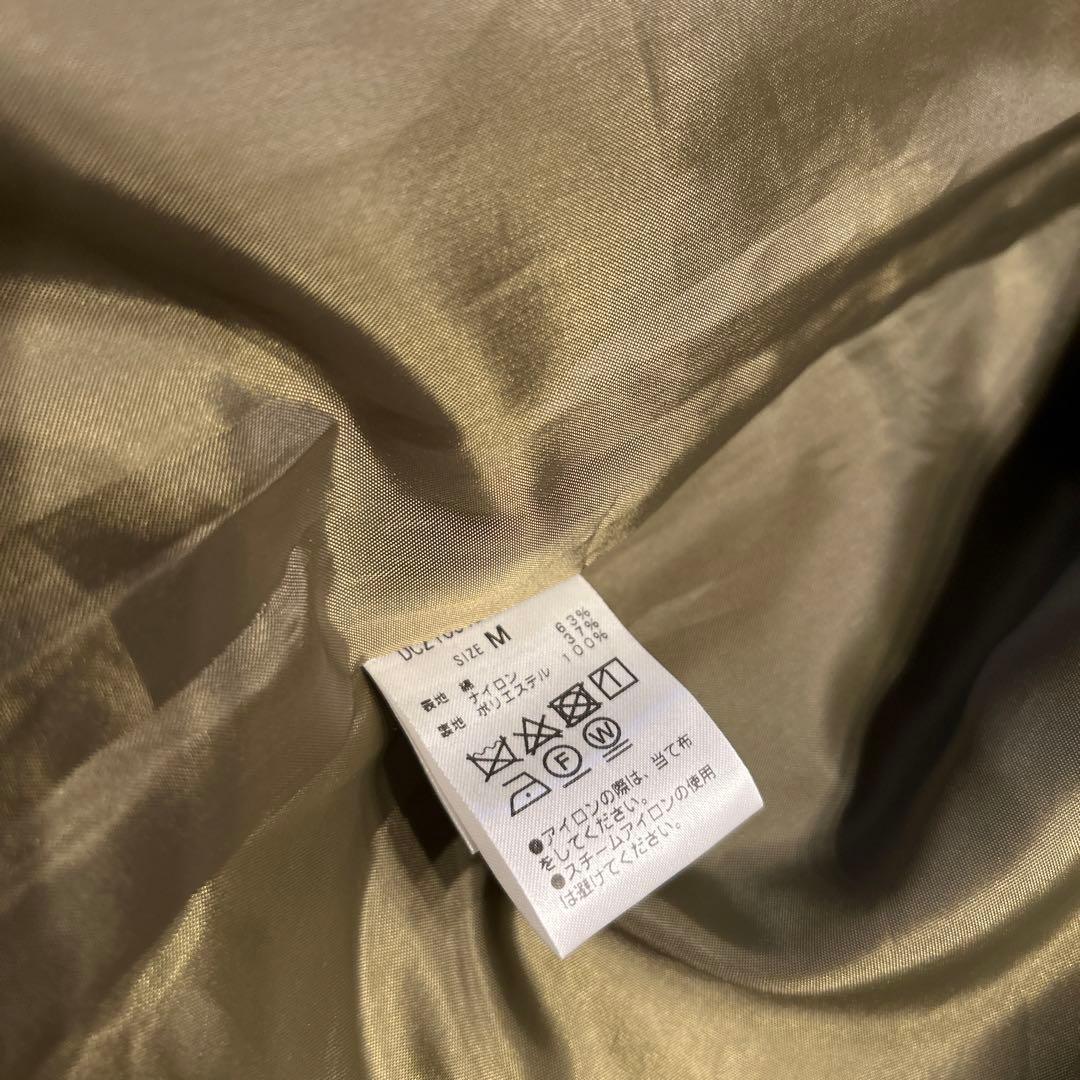 SIZE M
表地 綿 63%
ナイロン 37%
裏地 ポリエステル 100%
F W
●アイロンの際は、当て布
をしてください。
●スチームアイロンの使用
は避けてください。